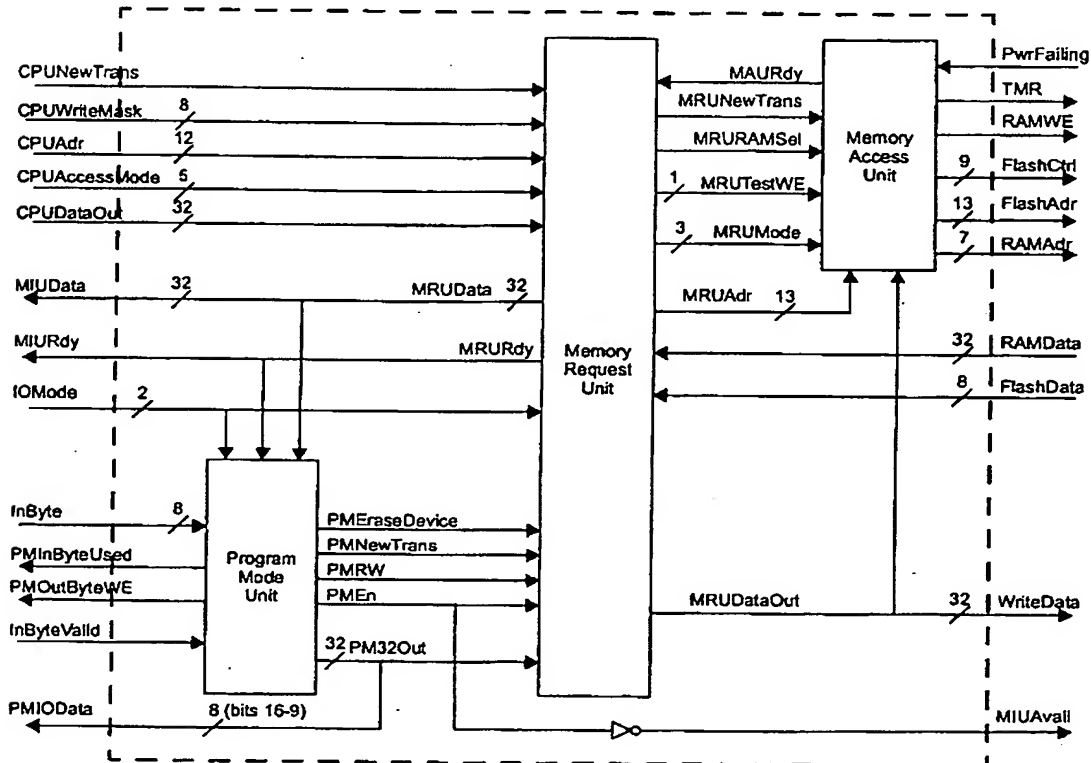 CPUNewTrans
CPUWriteMask 8
CPUAdr 12
CPUAccessMode 5
CPUDataOut 32
MIUData 32
MRUData 32
MIURdy
MRURdy
IOMode 2
Memory
Request
Unit
MAURdy
MRUNewTrans
MRURAMSel
1 MRUTestWE
3 MRUMode
MRUAdr 13
Memory
Access
Unit
PwrFailing
TMR
RAMWE
9 FlashCtrl
13 FlashAdr
7 RAMAdr
32 RAMData
8 FlashData
InByte 8
PMInByteUsed
PMOutByteWE
InByteValid
Program
Mode
Unit
PMEraseDevice
PMNewTrans
PMRW
PMEn
32 PM32Out
PMIOData
8 (bits 16-9)
MRUDataOut
32 WriteData
MIUAvail